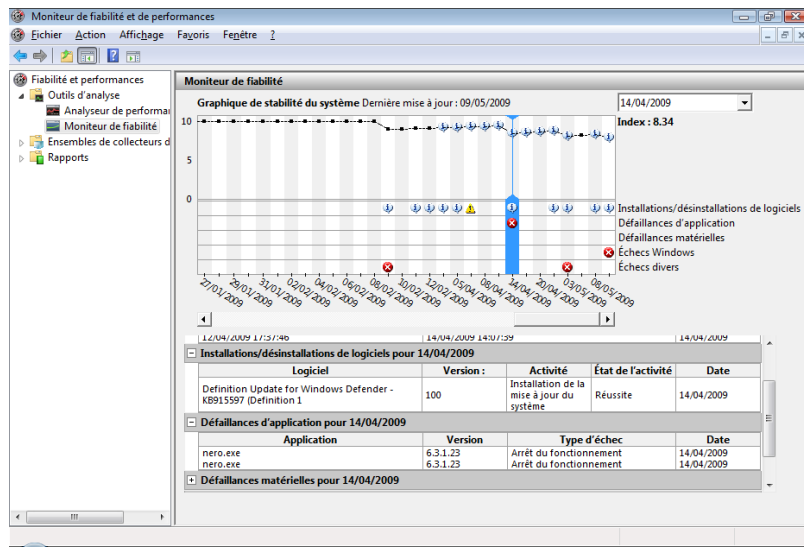 Moniteur de fiabilité et de performances
Fichier Action Affichage Favoris Fenêtre ?
Fiabilité et performances
Outils d'analyse
Analyseur de performa
Moniteur de fiabilité
Ensembles de collecteurs d
Rapports
Moniteur de fiabilité
Graphique de stabilité du système Dernière mise à jour : 09/05/2009
14/04/2009
Index : 8.34
10
5
0
Installations/désinstallations de logiciels
Défaillances d'application
Défaillances matérielles
Échecs Windows
Échecs divers
27/01/2009 29/01/2009 31/01/2009 02/02/2009 04/02/2009 06/02/2009 08/02/2009 10/02/2009 12/02/2009 05/04/2009 08/04/2009 14/04/2009 20/04/2009 03/05/2009 08/05/2009
12/04/2009 17:37:46 14/04/2009 14:07:59 14/04/2009
Installations/désinstallations de logiciels pour 14/04/2009
Logiciel Version : Activité État de l'activité Date
Definition Update for Windows Defender - KB915597 (Definition 1 100 Installation de la mise à jour du système Réussite 14/04/2009
Défaillances d'application pour 14/04/2009
Application Version Type d'échec Date
nero.exe 6.3.1.23 Arrêt du fonctionnement 14/04/2009
nero.exe 6.3.1.23 Arrêt du fonctionnement 14/04/2009
Défaillances matérielles pour 14/04/2009